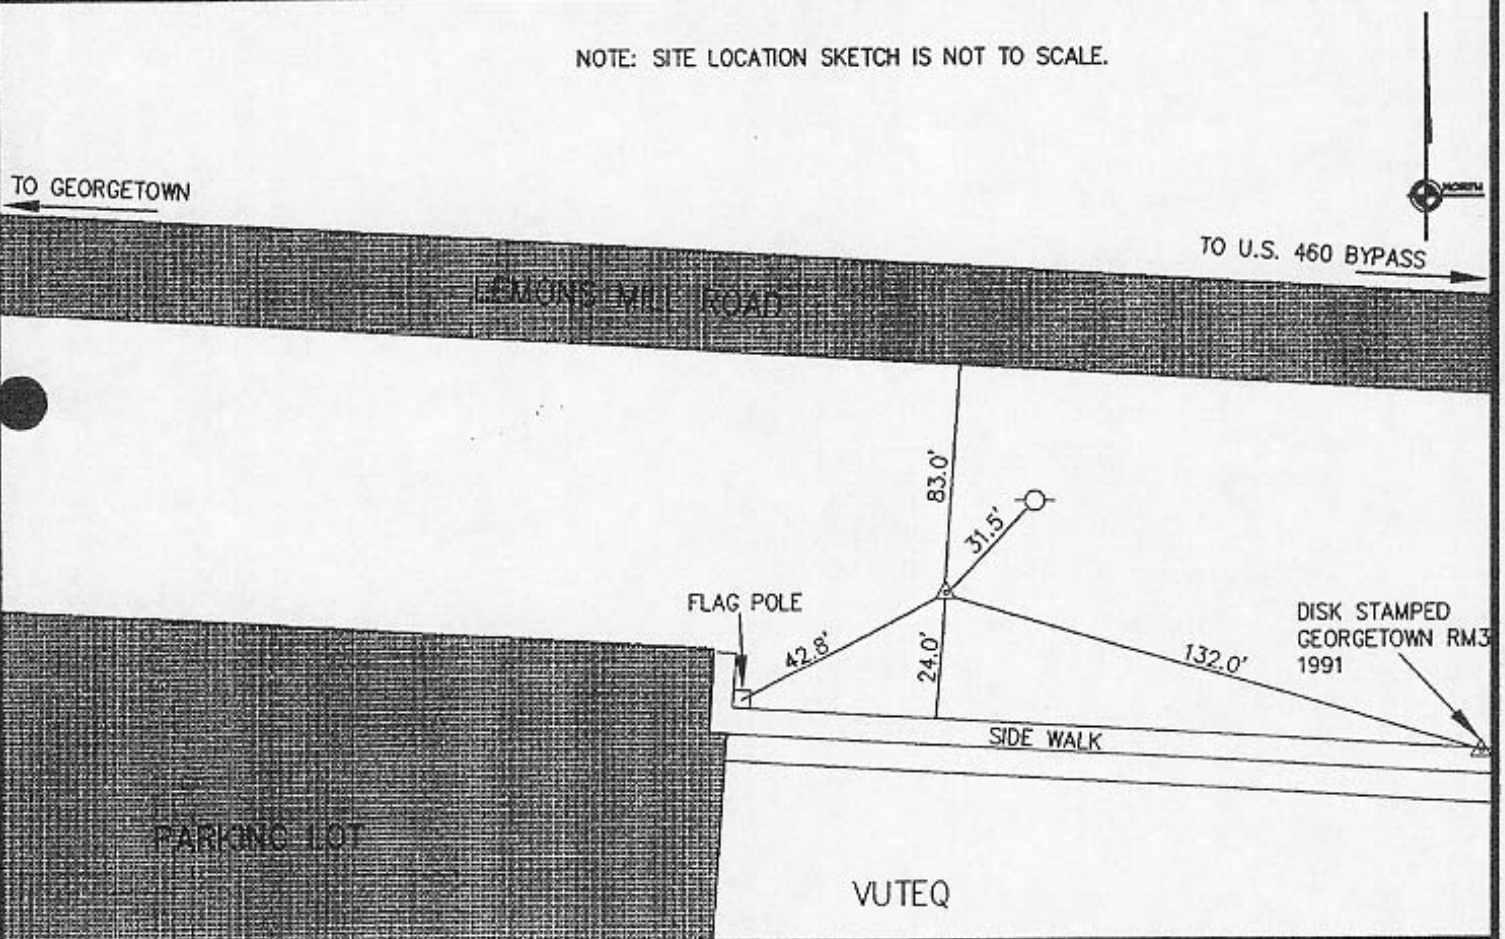 NOTE: SITE LOCATION SKETCH IS NOT TO SCALE.
NORTH
TO GEORGETOWN
TO U.S. 460 BYPASS
LEMONS MILL ROAD
83.0'
31.5'
FLAG POLE
42.8'
24.0'
132.0'
DISK STAMPED
GEORGETOWN RM3
1991
SIDE WALK
PARKING LOT
VUTEQ